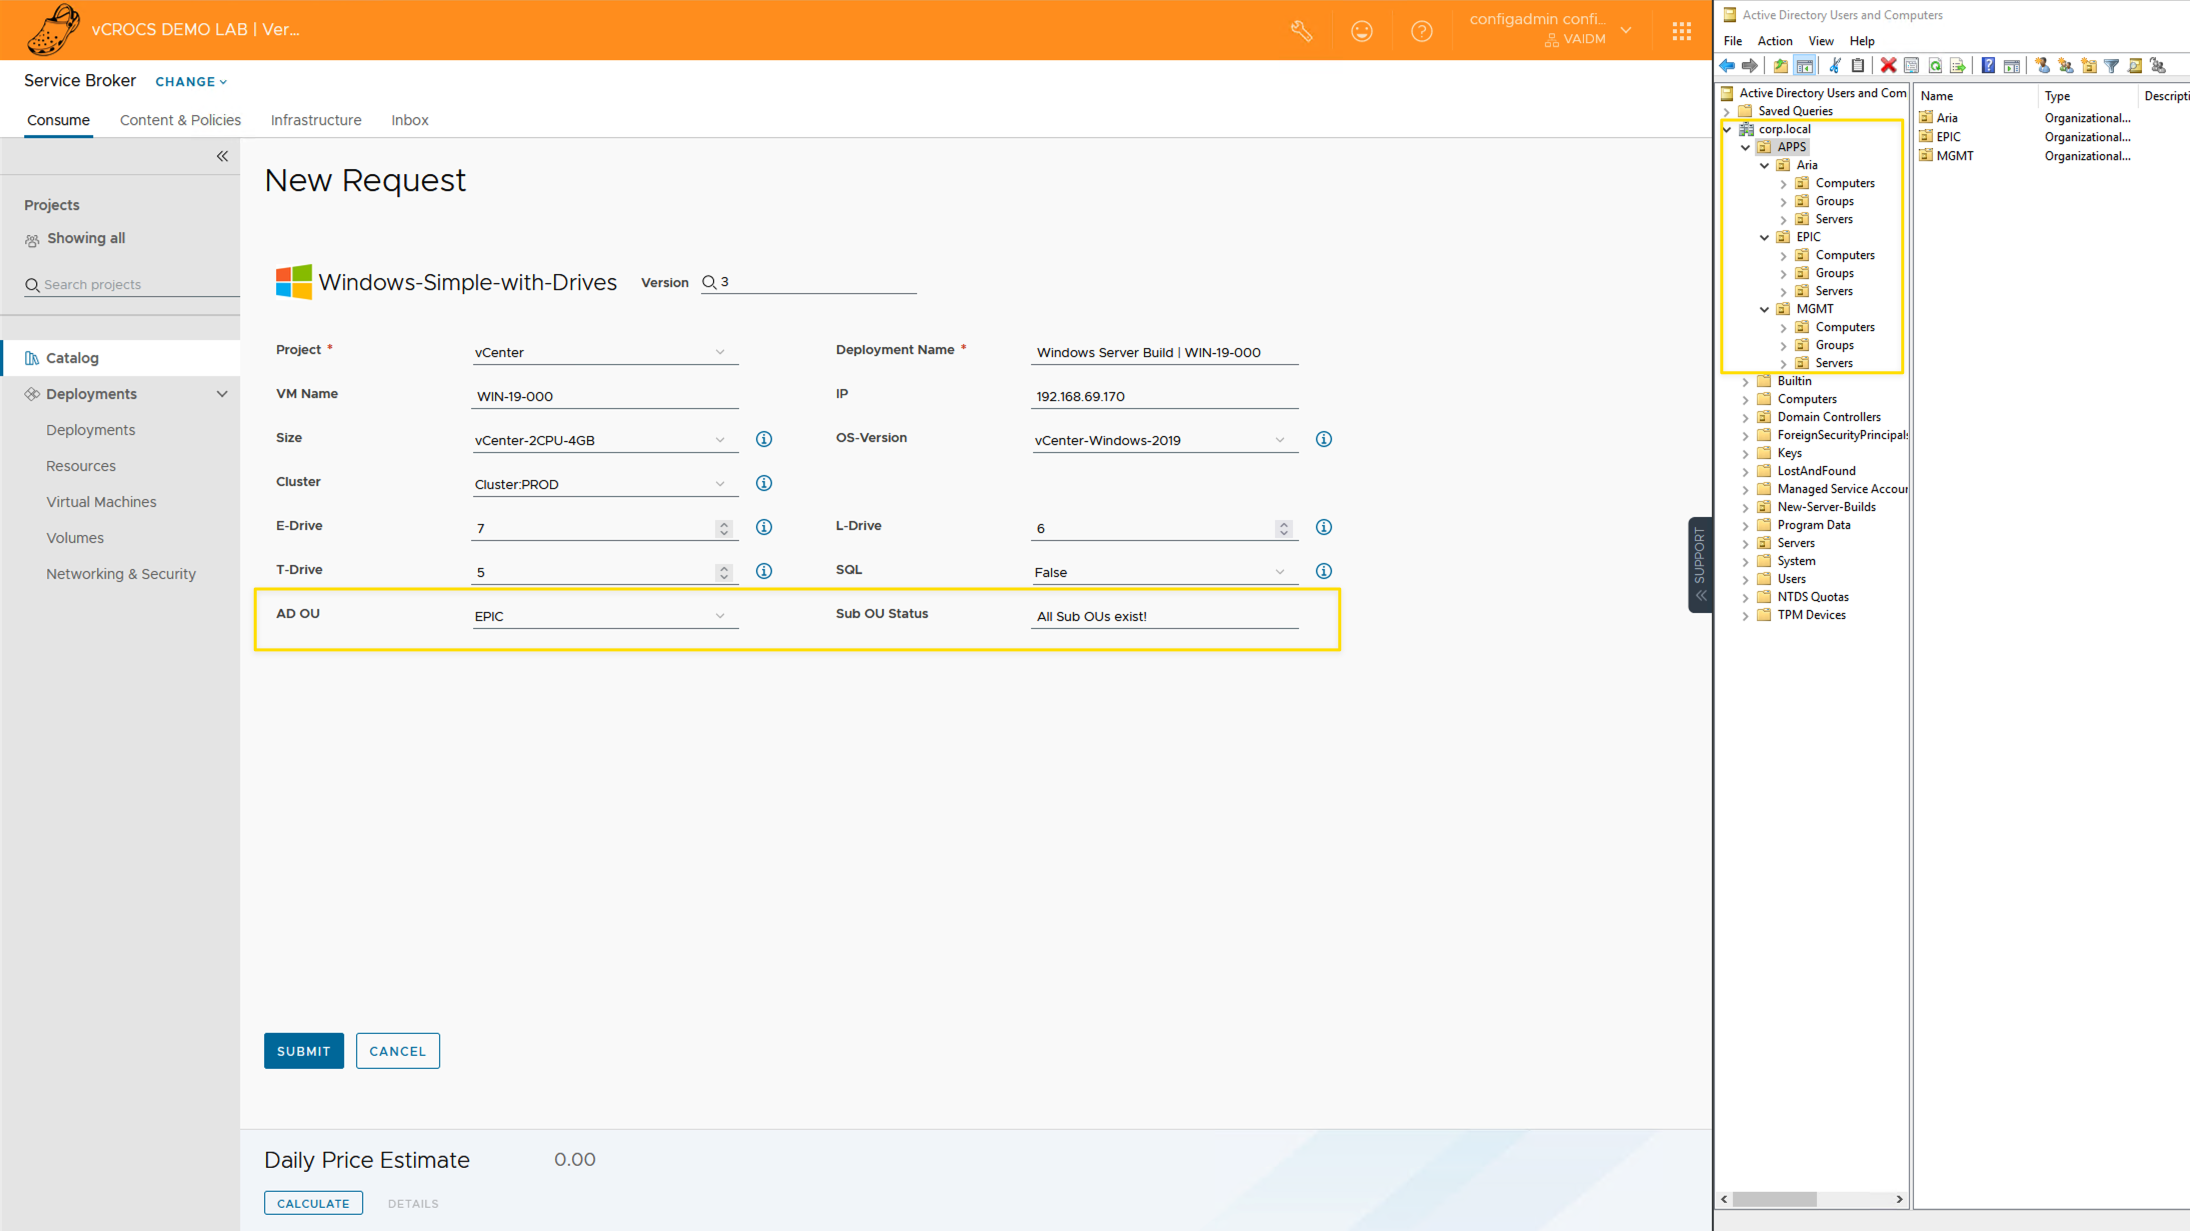 vCROCS DEMO LAB | Ver...
configadmin confi...
VAIDM
Service Broker CHANGE
Consume Content & Policies Infrastructure Inbox
Projects
Showing all
Search projects
Catalog
Deployments
Deployments
Resources
Virtual Machines
Volumes
Networking & Security
New Request
Windows-Simple-with-Drives Version 3
Project * vCenter Deployment Name * Windows Server Build | WIN-19-000
VM Name WIN-19-000 IP 192.168.69.170
Size vCenter-2CPU-4GB OS-Version vCenter-Windows-2019
Cluster Cluster:PROD
E-Drive 7 L-Drive 6
T-Drive 5 SQL False
AD OU EPIC Sub OU Status All Sub OUs exist!
SUBMIT CANCEL
Daily Price Estimate 0.00
CALCULATE DETAILS
SUPPORT
Active Directory Users and Computers
File Action View Help
Active Directory Users and Com
Saved Queries
corp.local
APPS
Aria
Computers
Groups
Servers
EPIC
Computers
Groups
Servers
MGMT
Computers
Groups
Servers
Builtin
Computers
Domain Controllers
ForeignSecurityPrincipals
Keys
LostAndFound
Managed Service Accour
New-Server-Builds
Program Data
Servers
System
Users
NTDS Quotas
TPM Devices
Name Type Descripti
Aria Organizational...
EPIC Organizational...
MGMT Organizational...